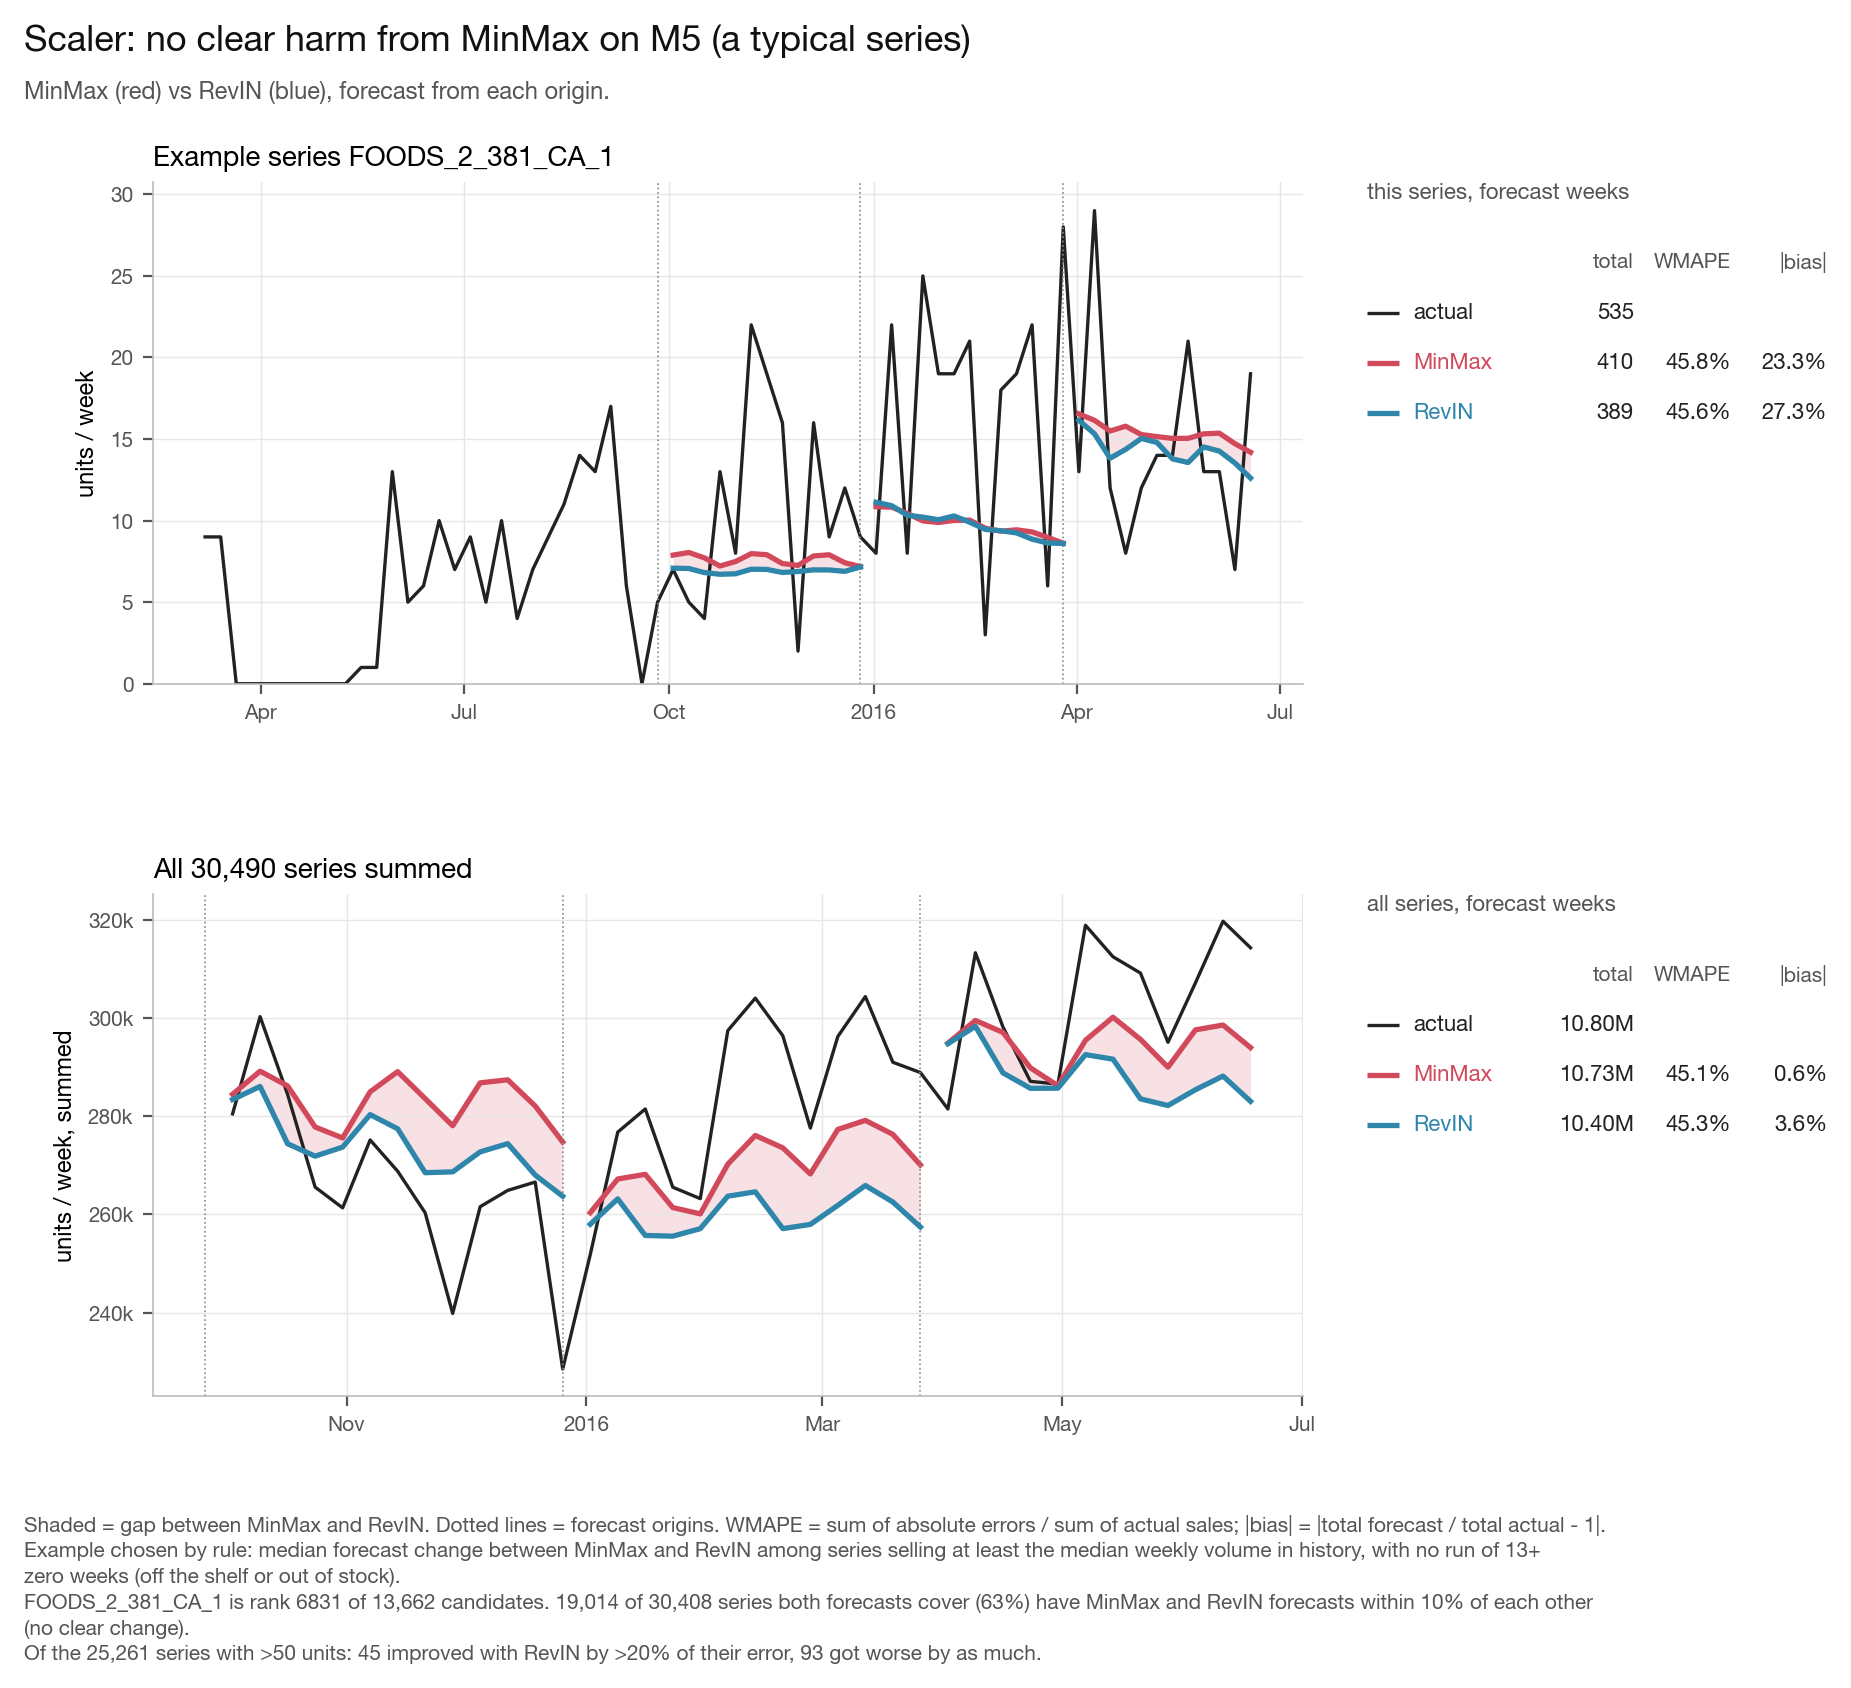 Scaler: no clear harm from MinMax on M5 (a typical series)
MinMax (red) vs RevIN (blue), forecast from each origin.
Example series FOODS_2_381_CA_1
units / week
30
25
20
15
10
5
0
Apr
Jul
Oct
2016
Apr
Jul
this series, forecast weeks
total WMAPE |bias|
actual 535
MinMax 410 45.8% 23.3%
RevIN 389 45.6% 27.3%
All 30,490 series summed
units / week, summed
320k
300k
280k
260k
240k
Nov
2016
Mar
May
Jul
all series, forecast weeks
total WMAPE |bias|
actual 10.80M
MinMax 10.73M 45.1% 0.6%
RevIN 10.40M 45.3% 3.6%
Shaded = gap between MinMax and RevIN. Dotted lines = forecast origins. WMAPE = sum of absolute errors / sum of actual sales; |bias| = |total forecast / total actual - 1|.
Example chosen by rule: median forecast change between MinMax and RevIN among series selling at least the median weekly volume in history, with no run of 13+
zero weeks (off the shelf or out of stock).
FOODS_2_381_CA_1 is rank 6831 of 13,662 candidates. 19,014 of 30,408 series both forecasts cover (63%) have MinMax and RevIN forecasts within 10% of each other
(no clear change).
Of the 25,261 series with >50 units: 45 improved with RevIN by >20% of their error, 93 got worse by as much.